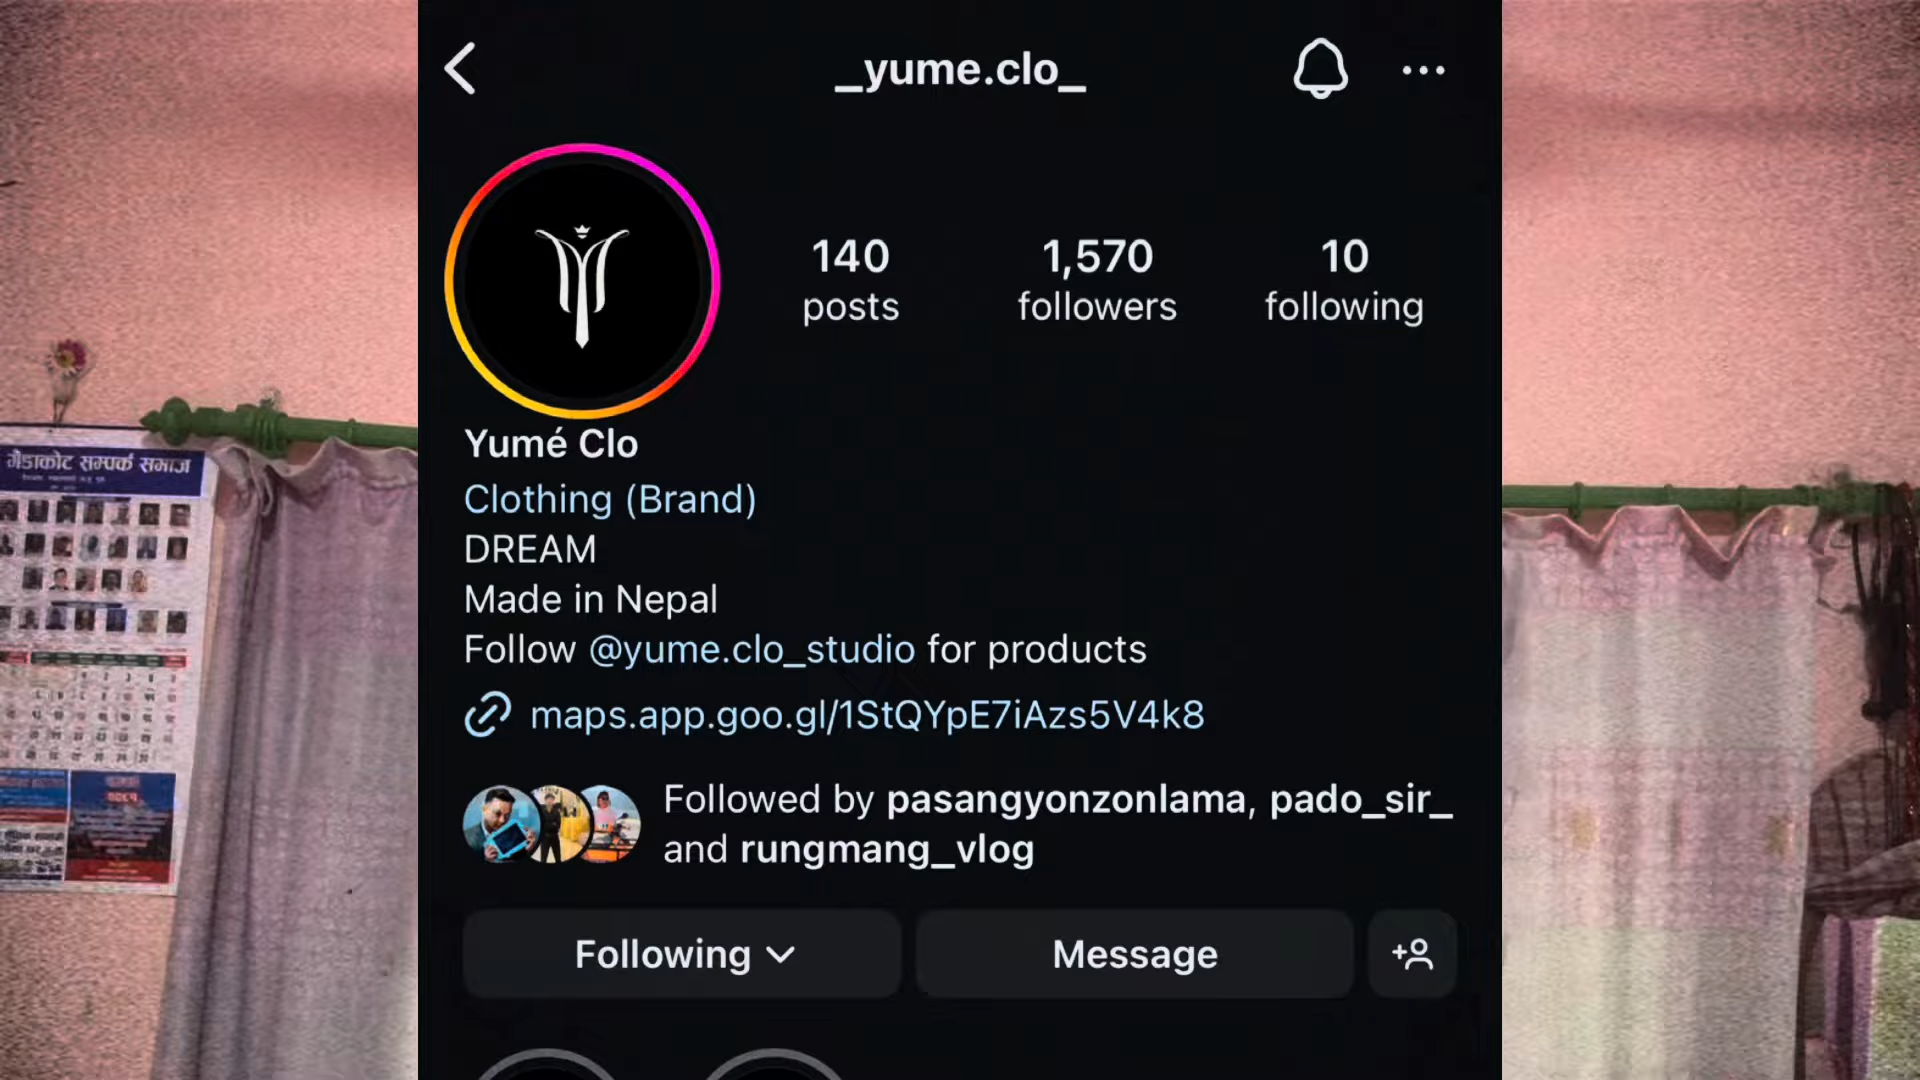 _yume.clo_
140
posts
1,570
followers
10
following
Yumé Clo
Clothing (Brand)
DREAM
Made in Nepal
Follow @yume.clo_studio for products
maps.app.goo.gl/1StQYpE7iAzs5V4k8
Followed by pasangyonzonlama, pado_sir_
and rungmang_vlog
Following
Message
गैंडाकोट सम्पर्क समाज